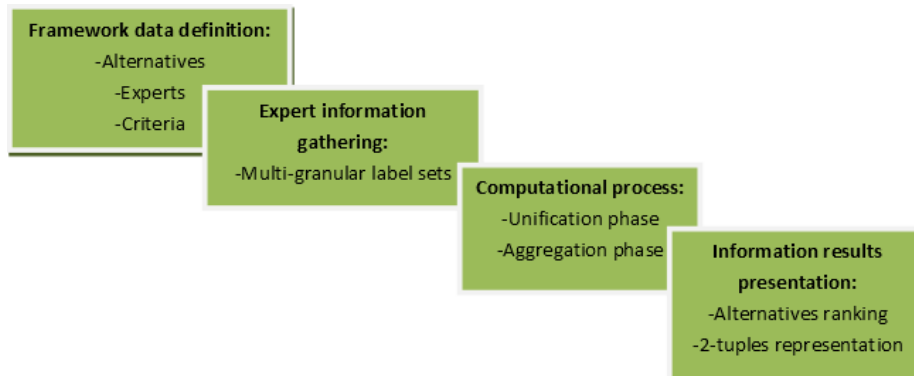 Framework data definition:
-Alternatives
-Experts
-Criteria
Expert information
gathering:
-Multi-granular label sets
Computational process:
-Unification phase
-Aggregation phase
Information results
presentation:
-Alternatives ranking
-2-tuples representation